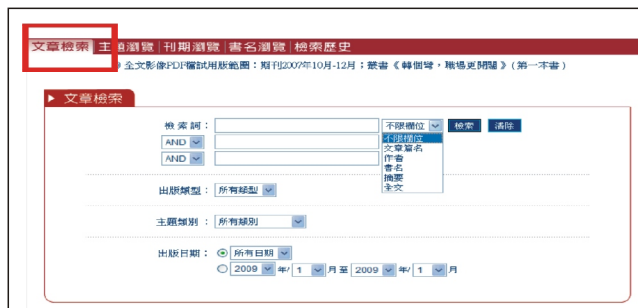 文章檢索 主題瀏覽 刊期瀏覽 書名瀏覽 檢索歷史
全文影像PDF檔試用版範圍：期刊2007年10月-12月；叢書《轉個彎，職場更開闊》(第一本書)
文章檢索
檢索詞： 不限欄位 檢索 清除
AND 不限欄位
文章篇名
AND 作者
書名
摘要
全文
出版類型： 所有類型
主題類別： 所有類別
出版日期： 所有日期
2009 年/ 1 月至 2009 年/ 1 月